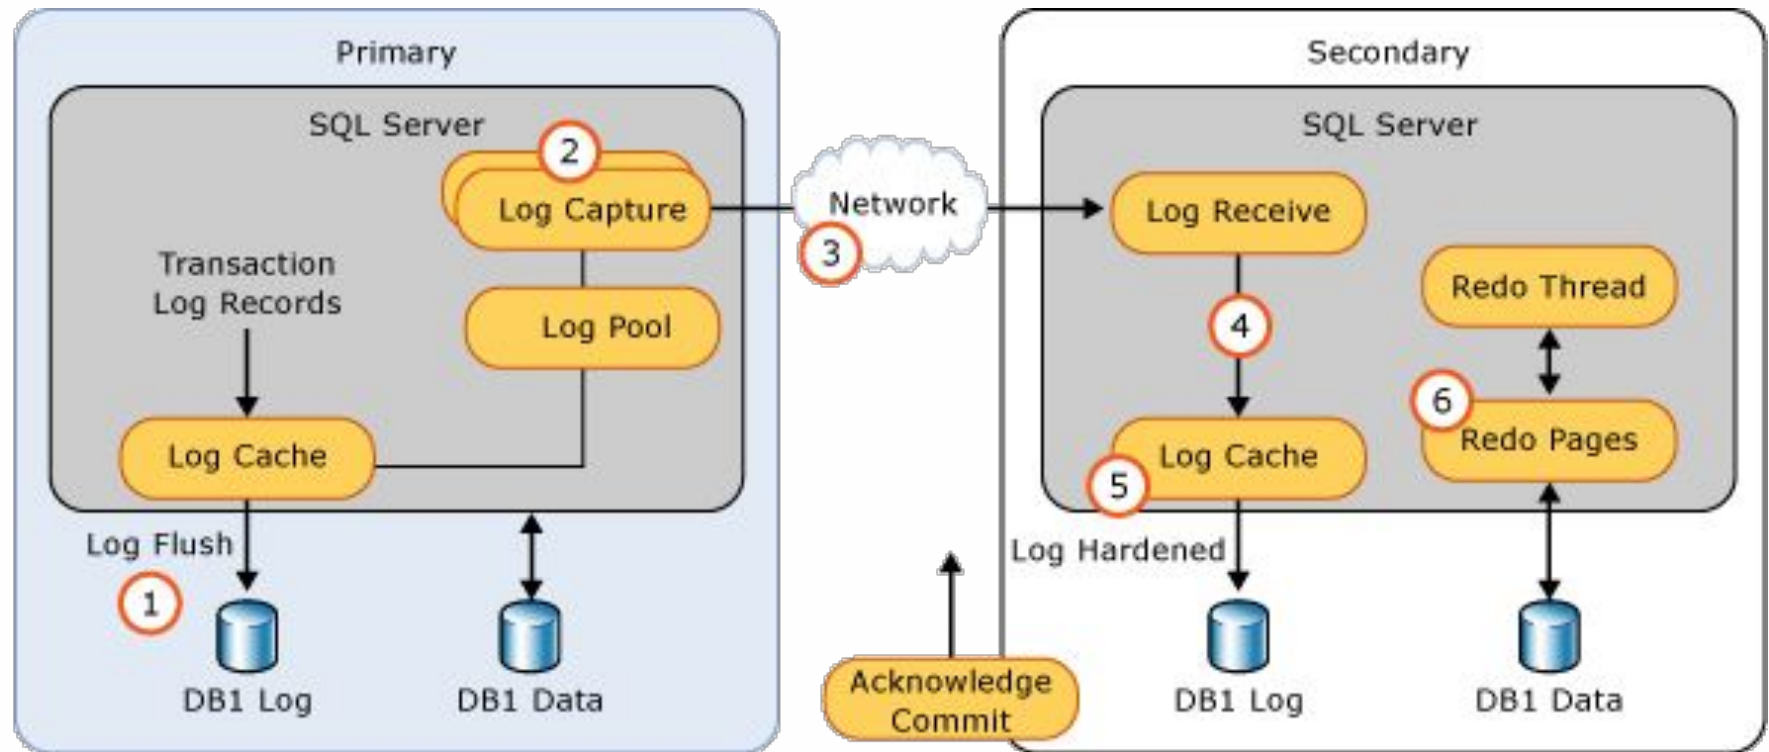 Primary
SQL Server
2
Log Capture
Transaction
Log Records
Log Pool
Log Cache
Log Flush
1
DB1 Log
DB1 Data
Network
3
Acknowledge
Commit
Secondary
SQL Server
Log Receive
4
Log Cache
5
Log Hardened
DB1 Log
Redo Thread
6
Redo Pages
DB1 Data